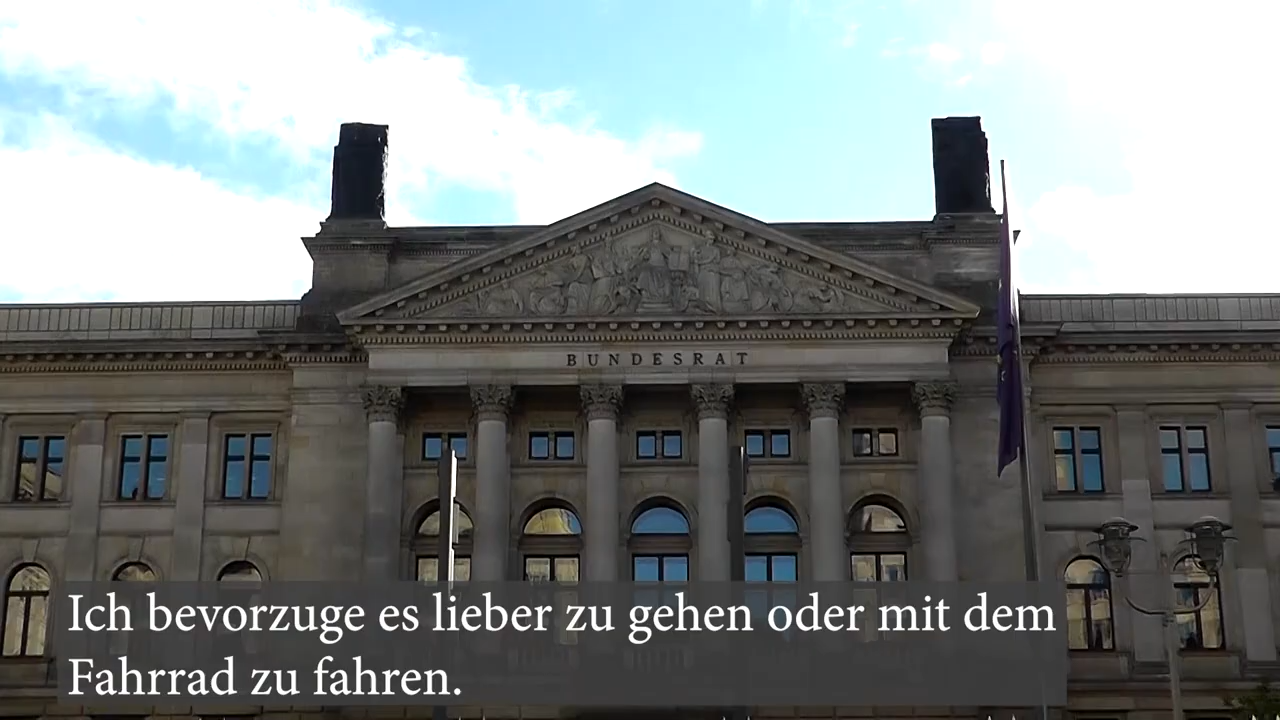 BUNDESRAT
Ich bevorzuge es lieber zu gehen oder mit dem
Fahrrad zu fahren.